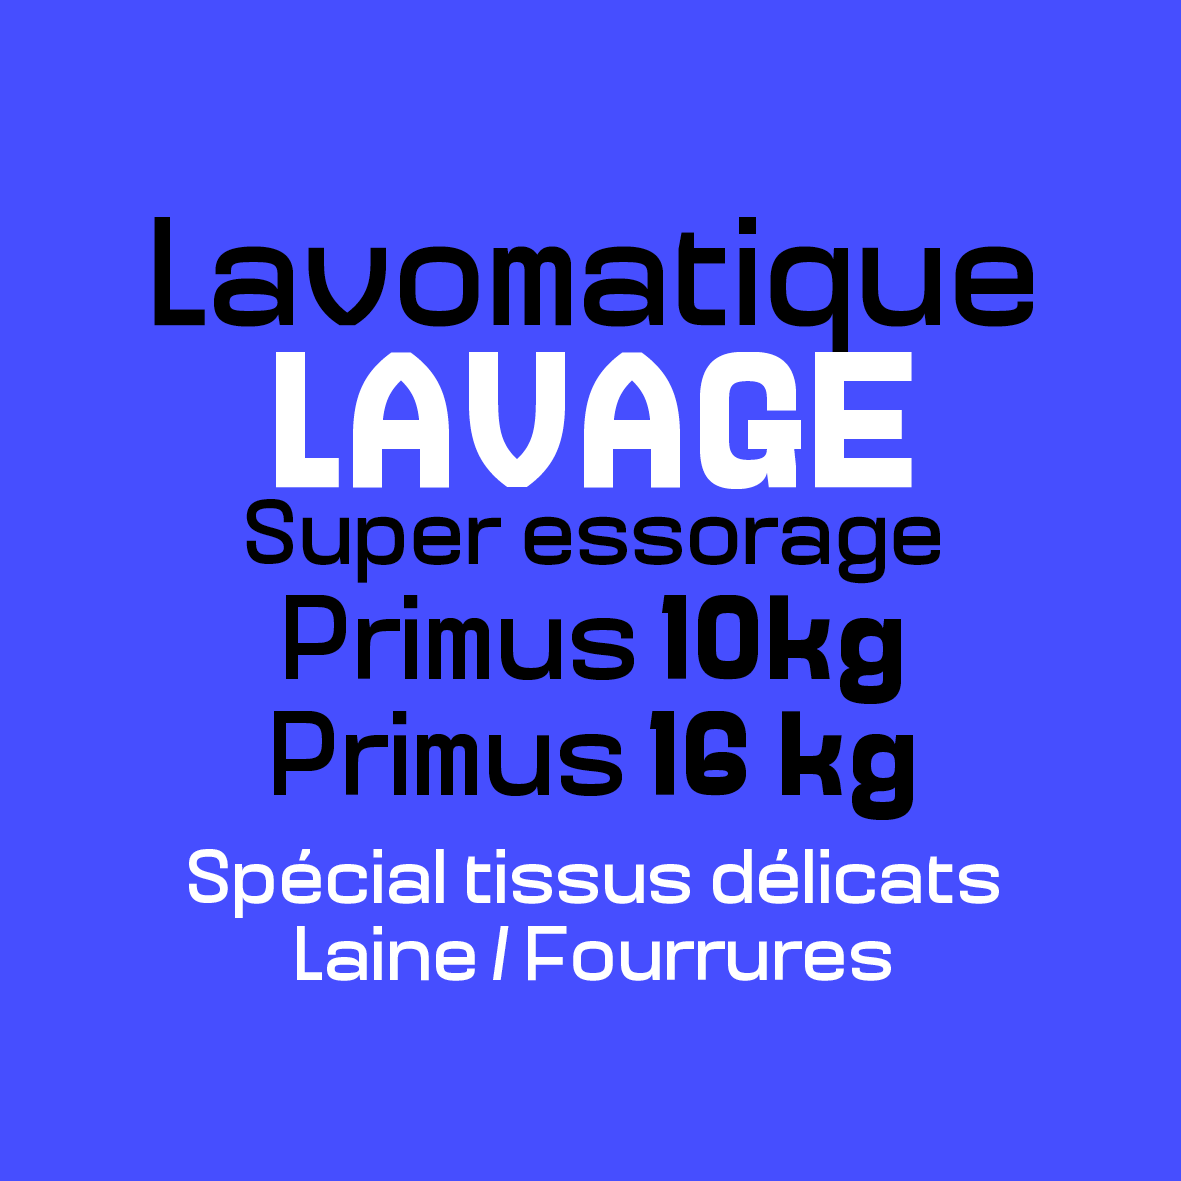 Lavomatique
LAVAGE
Super essorage
Primus 10kg
Primus 16 kg
Spécial tissus délicats
Laine / Fourrures